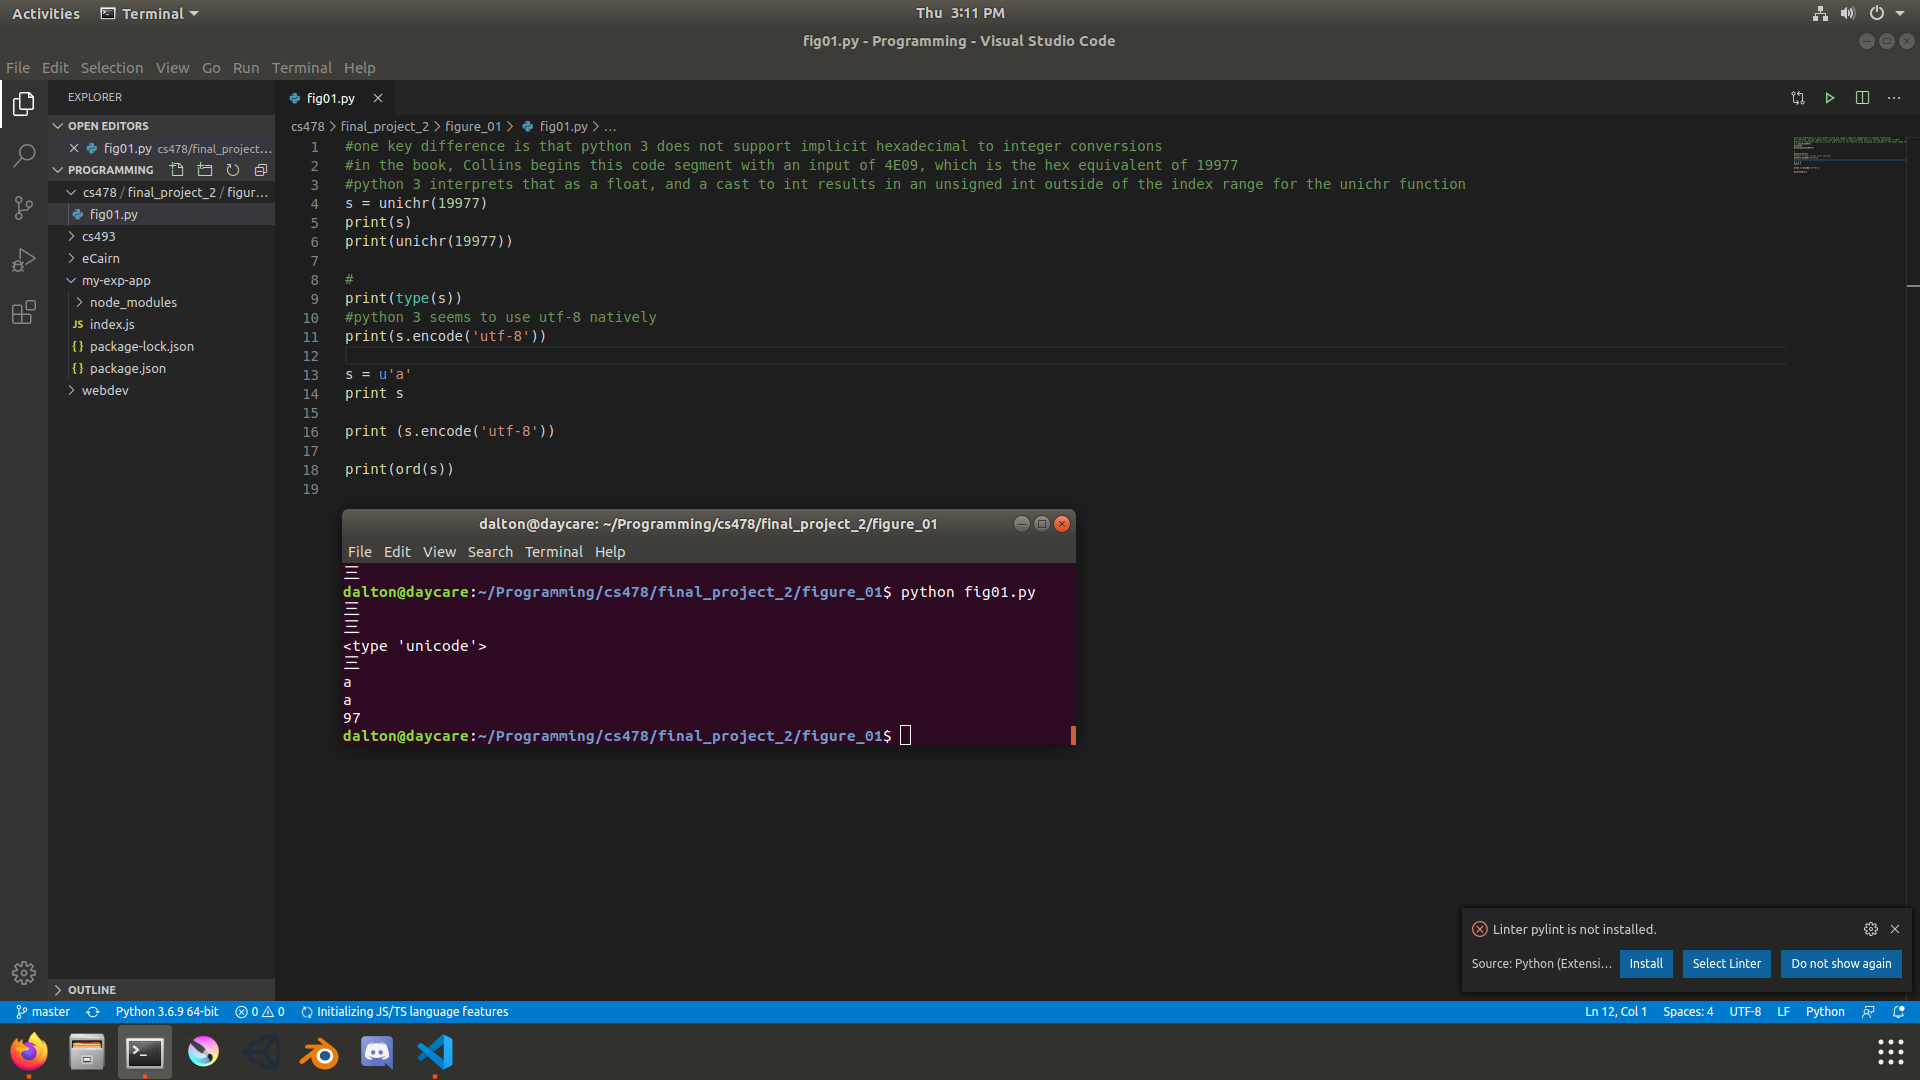 Activities
Terminal
Thu 3:11 PM
fig01.py - Programming - Visual Studio Code
File Edit Selection View Go Run Terminal Help
EXPLORER
OPEN EDITORS
fig01.py cs478/final_project...
PROGRAMMING
cs478 / final_project_2 / figur...
fig01.py
cs493
eCairn
my-exp-app
node_modules
JS index.js
{} package-lock.json
{} package.json
webdev
OUTLINE
fig01.py
cs478 > final_project_2 > figure_01 > fig01.py > ...
1 #one key difference is that python 3 does not support implicit hexadecimal to integer conversions
2 #in the book, Collins begins this code segment with an input of 4E09, which is the hex equivalent of 19977
3 #python 3 interprets that as a float, and a cast to int results in an unsigned int outside of the index range for the unichr function
4 s = unichr(19977)
5 print(s)
6 print(unichr(19977))
7
8 #
9 print(type(s))
10 #python 3 seems to use utf-8 natively
11 print(s.encode('utf-8'))
12
13 s = u'a'
14 print s
15
16 print (s.encode('utf-8'))
17
18 print(ord(s))
19
dalton@daycare: ~/Programming/cs478/final_project_2/figure_01
File Edit View Search Terminal Help
三
dalton@daycare:~/Programming/cs478/final_project_2/figure_01$ python fig01.py
三
三
<type 'unicode'>
三
a
a
97
dalton@daycare:~/Programming/cs478/final_project_2/figure_01$
Linter pylint is not installed.
Source: Python (Extensi... Install Select Linter Do not show again
master Python 3.6.9 64-bit 0 0 Initializing JS/TS language features Ln 12, Col 1 Spaces: 4 UTF-8 LF Python